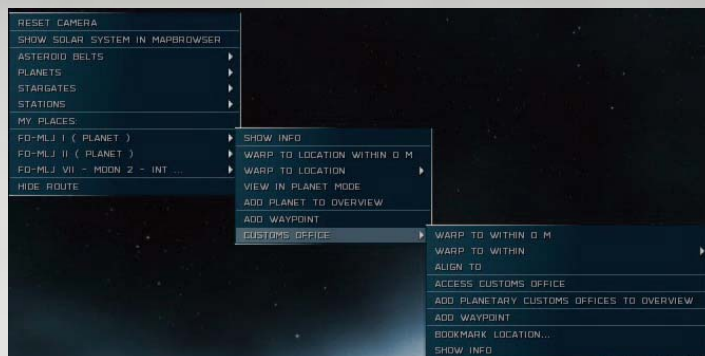 RESET CAMERA
SHOW SOLAR SYSTEM IN MAPBROWSER
ASTEROID BELTS
PLANETS
STARGATES
STATIONS
MY PLACES
FD-MLJ I ( PLANET )
FD-MLJ II ( PLANET )
FD-MLJ VII - MOON 2 - INT ...
HIDE ROUTE
SHOW INFO
WARP TO LOCATION WITHIN 0 M
WARP TO LOCATION
VIEW IN PLANET MODE
ADD PLANET TO OVERVIEW
ADD WAYPOINT
CUSTOMS OFFICE
WARP TO WITHIN 0 M
WARP TO WITHIN
ALIGN TO
ACCESS CUSTOMS OFFICE
ADD PLANETARY CUSTOMS OFFICES TO OVERVIEW
ADD WAYPOINT
BOOKMARK LOCATION...
SHOW INFO